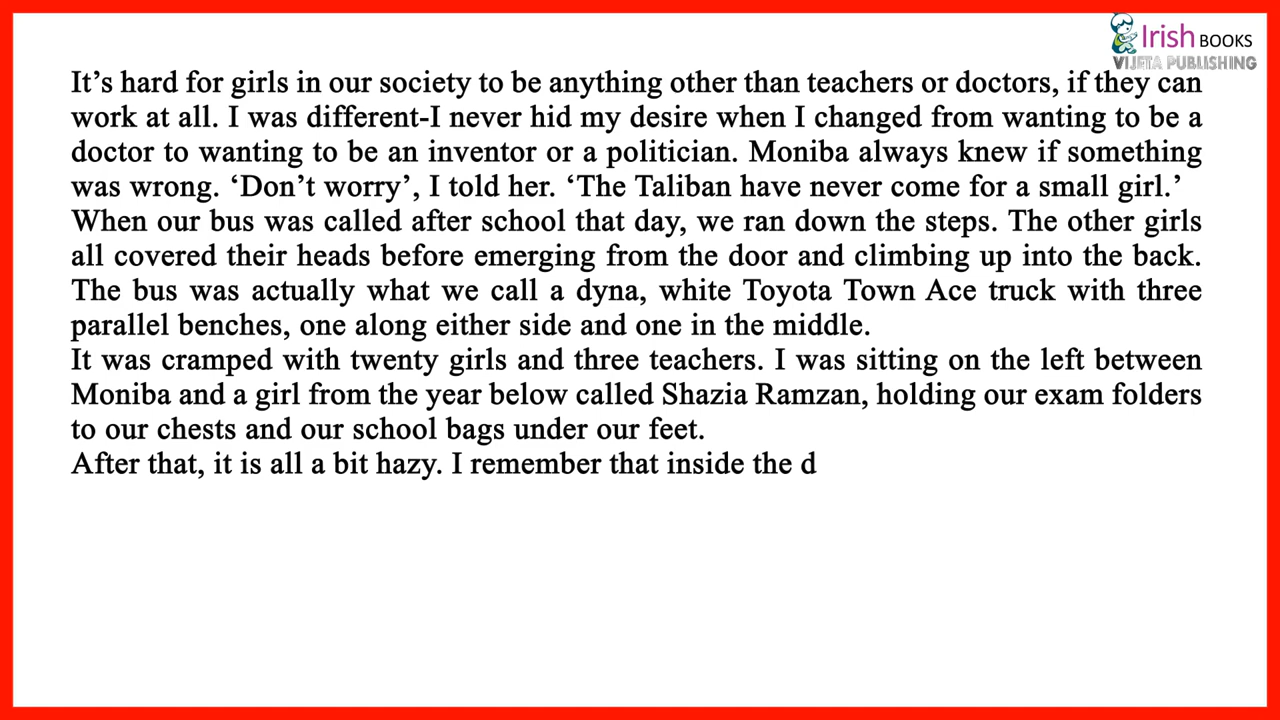 Irish BOOKS
VIJETA PUBLISHING
It’s hard for girls in our society to be anything other than teachers or doctors, if they can
work at all. I was different-I never hid my desire when I changed from wanting to be a
doctor to wanting to be an inventor or a politician. Moniba always knew if something
was wrong. ‘Don’t worry’, I told her. ‘The Taliban have never come for a small girl.’
When our bus was called after school that day, we ran down the steps. The other girls
all covered their heads before emerging from the door and climbing up into the back.
The bus was actually what we call a dyna, white Toyota Town Ace truck with three
parallel benches, one along either side and one in the middle.
It was cramped with twenty girls and three teachers. I was sitting on the left between
Moniba and a girl from the year below called Shazia Ramzan, holding our exam folders
to our chests and our school bags under our feet.
After that, it is all a bit hazy. I remember that inside the d